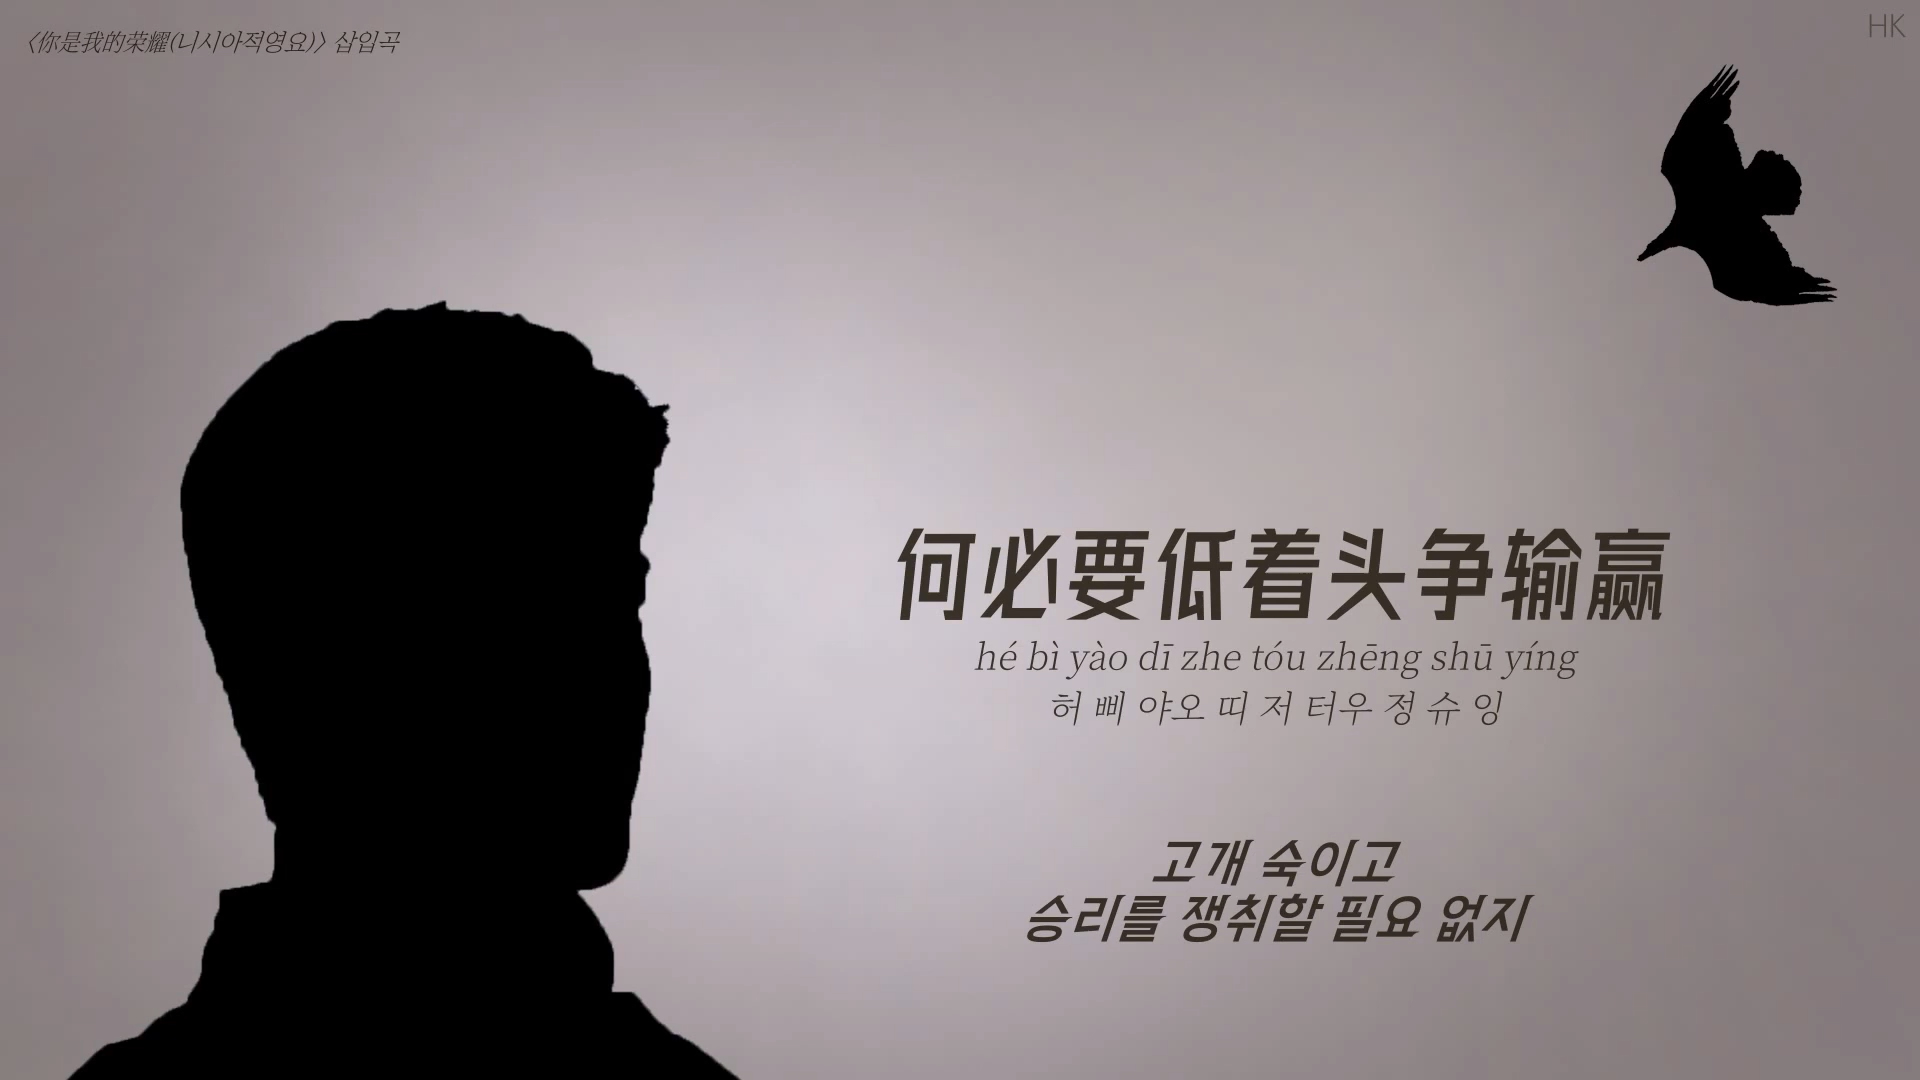 〈你是我的荣耀(니시아적영요)〉 삽입곡
HK
何必要低着头争输赢
hé bì yào dī zhe tóu zhēng shū yíng
허 삐 야오 띠 저 터우 정 슈 잉
고개 숙이고
승리를 쟁취할 필요 없지